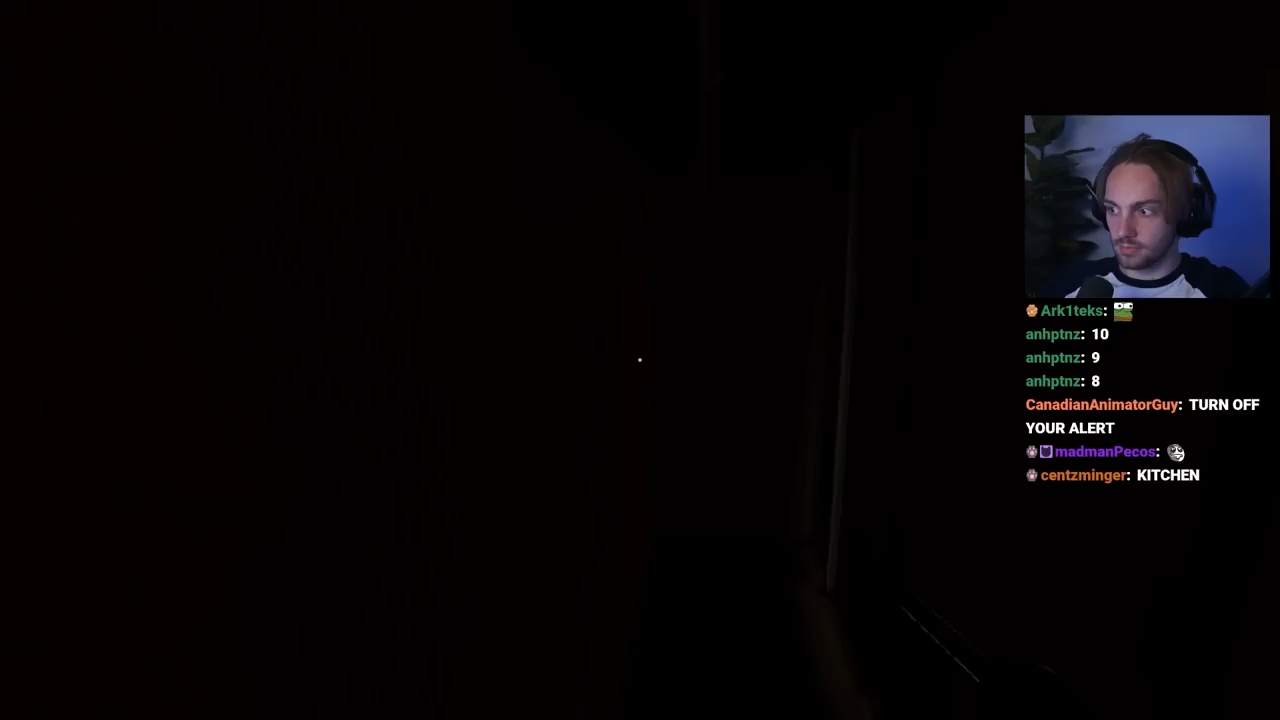 Ark1teks:
anhptnz: 10
anhptnz: 9
anhptnz: 8
CanadianAnimatorGuy: TURN OFF
YOUR ALERT
madmanPecos:
centzminger: KITCHEN